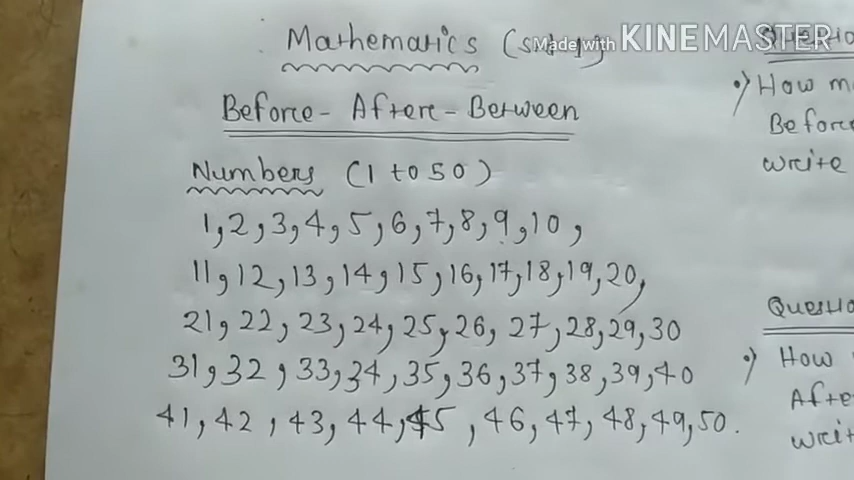 Mathematics (std 1)
Made with KINEMASTER
Before - After - Between
Numbers (1 to 50)
1, 2, 3, 4, 5, 6, 7, 8, 9, 10,
11, 12, 13, 14, 15, 16, 17, 18, 19, 20,
21, 22, 23, 24, 25, 26, 27, 28, 29, 30
31, 32, 33, 34, 35, 36, 37, 38, 39, 40
41, 42, 43, 44, 45, 46, 47, 48, 49, 50.
How
Before
write
How